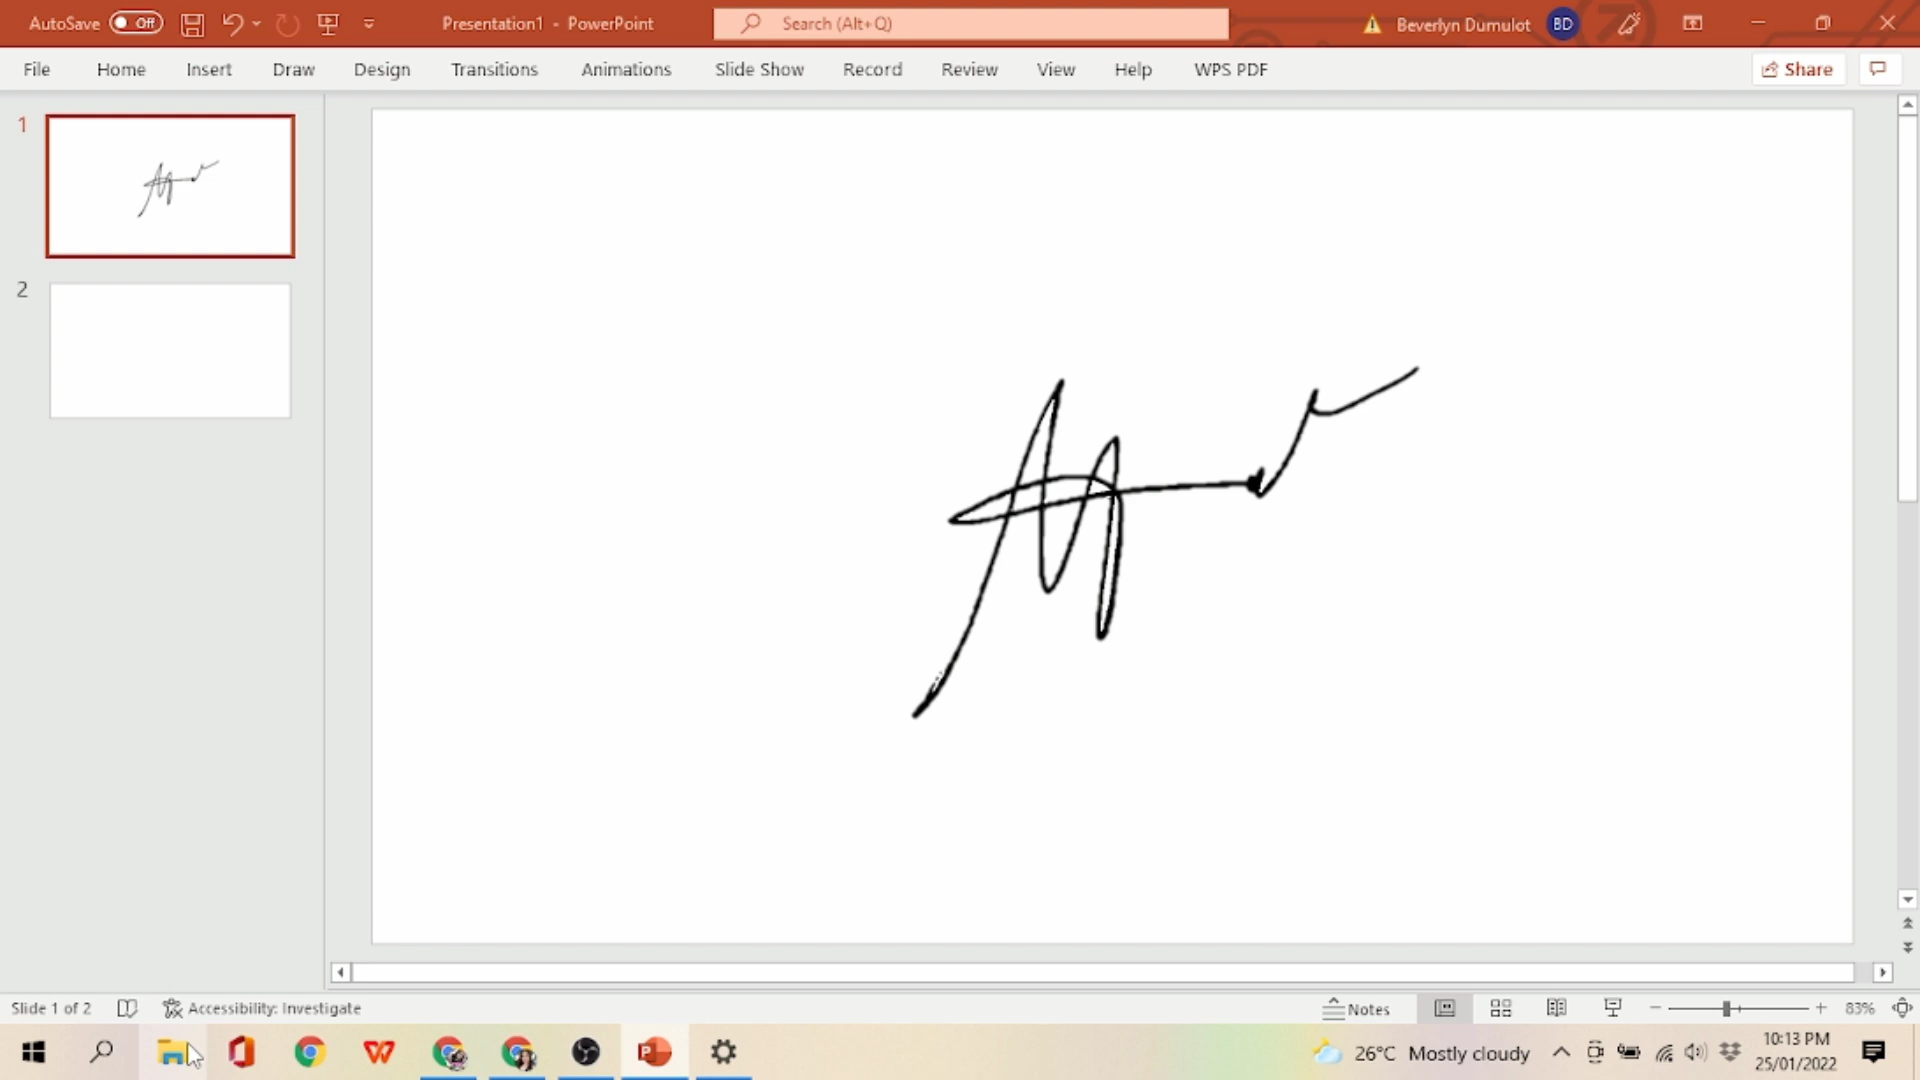 AutoSave Off Presentation1 - PowerPoint Search (Alt+Q) Beverlyn Dumulot BD
File Home Insert Draw Design Transitions Animations Slide Show Record Review View Help WPS PDF Share
1
2
Slide 1 of 2 Accessibility: Investigate Notes 83%
26°C Mostly cloudy 10:13 PM
25/01/2022